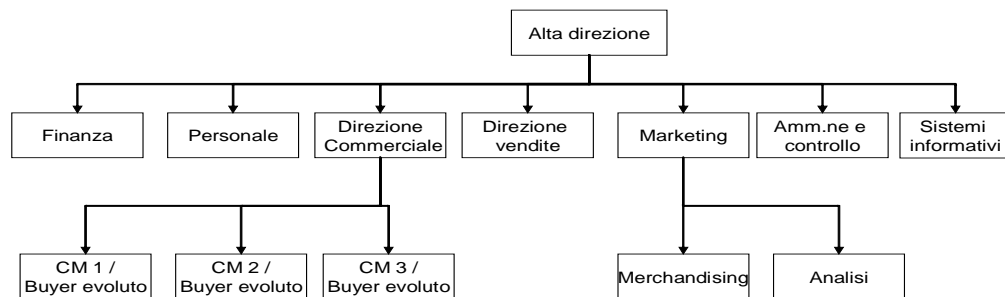 Alta direzione
Finanza
Personale
Direzione
Commerciale
Direzione
vendite
Marketing
Amm.ne e
controllo
Sistemi
informativi
CM 1 /
Buyer evoluto
CM 2 /
Buyer evoluto
CM 3 /
Buyer evoluto
Merchandising
Analisi